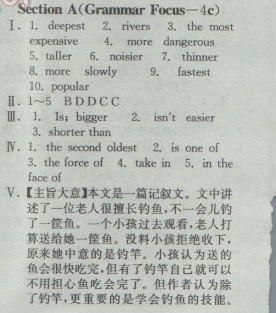 Section A(Grammar Focus—4c)
Ⅰ. 1. deepest 2. rivers 3. the most
expensive 4. more dangerous
5. taller 6. noisier 7. thinner
8. more slowly 9. fastest
10. popular
Ⅱ. 1~5 BDDCC
Ⅲ. 1. Is; bigger 2. isn't easier
3. shorter than
Ⅳ. 1. the second oldest 2. is one of
3. the force of 4. take in 5. in the
face of
Ⅴ.【主旨大意】本文是一篇记叙文。文中讲
述了一位老人很擅长钓鱼,不一会儿钓
了一筐鱼。一个小孩过去观看,老人打
算送给她一筐鱼。没料小孩拒绝收下,
原来她中意的是钓竿。小孩认为送的
鱼会很快吃完,但有了钓竿自己就可以
不用担心鱼吃会完了。但作者认为除
了钓竿,更重要的是学会钓鱼的技能。